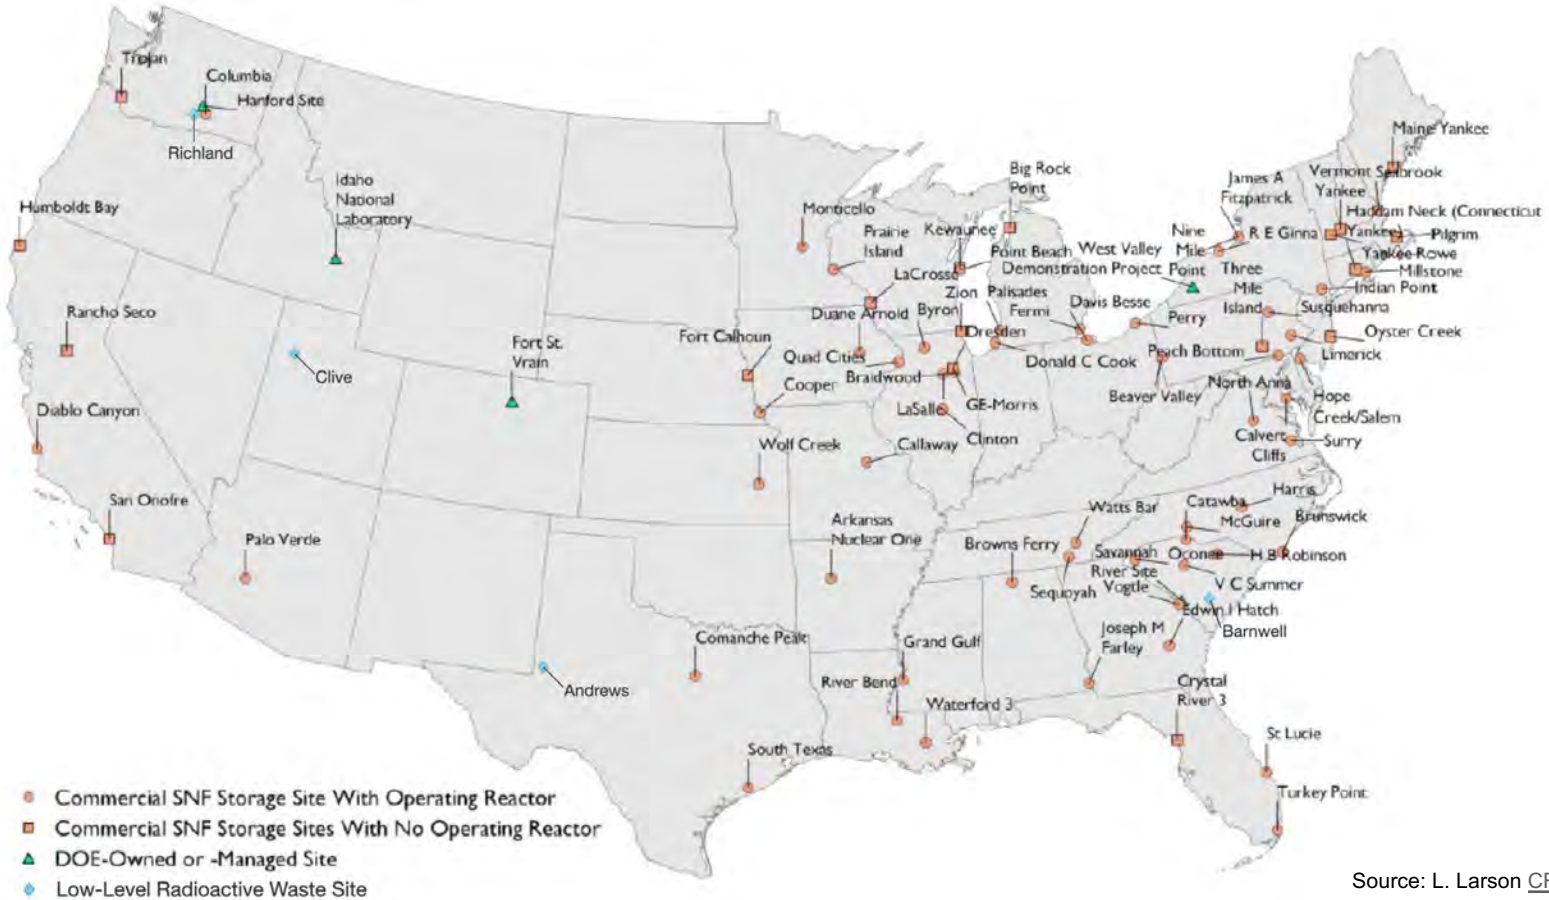 Trojan
Columbia
Hanford Site
Richland
Idaho
National
Laboratory
Humboldt Bay
Rancho Seco
Clive
Fort St.
Vrain
Diablo Canyon
San Onofre
Palo Verde
Andrews
Comanche Peak
South Texas
Monticello
Prairie
Island
Kewaunee
Big Rock
Point
Point Beach
LaCrosse
Zion
Palisades
Duane Arnold
Byron
Dresden
Fermi
Davis Besse
Perry
Donald C Cook
Fort Calhoun
Quad Cities
Cooper
Braidwood
LaSalle
GE-Morris
Clinton
Wolf Creek
Callaway
Arkansas
Nuclear One
West Valley
Demonstration Project
Nine
Mile
Point
James A
Fitzpatrick
R E Ginna
Maine Yankee
Vermont
Yankee
Seabrook
Haddam Neck (Connecticut
Yankee)
Pilgrim
Yankee Rowe
Millstone
Indian Point
Three
Mile
Island
Susquehanna
Oyster Creek
Limerick
Peach Bottom
Beaver Valley
North Anna
Hope
Creek/Salem
Calvert
Cliffs
Surry
Watts Bar
Catawba
Harris
McGuire
Brunswick
Browns Ferry
Sequoyah
Savannah
River Site
Oconee
H B Robinson
Vogtle
V C Summer
Edwin I Hatch
Barnwell
Joseph M
Farley
Grand Gulf
River Bend
Waterford 3
Crystal
River 3
St Lucie
Turkey Point
Commercial SNF Storage Site With Operating Reactor
Commercial SNF Storage Sites With No Operating Reactor
DOE-Owned or -Managed Site
Low-Level Radioactive Waste Site
Source: L. Larson